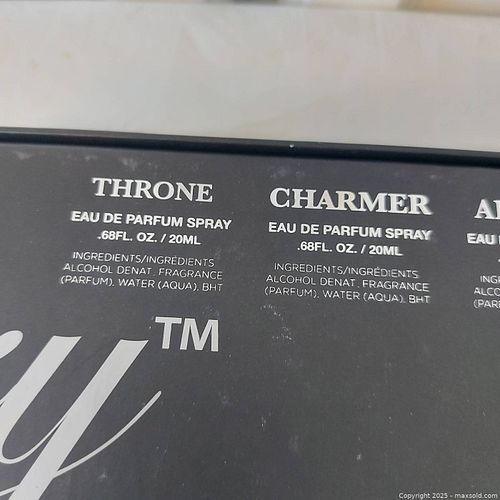 THRONE
EAU DE PARFUM SPRAY
.68FL. OZ. / 20ML
INGREDIENTS/INGRÉDIENTS
ALCOHOL DENAT, FRAGRANCE
(PARFUM), WATER (AQUA), BHT
CHARMER
EAU DE PARFUM SPRAY
.68FL. OZ. / 20ML
INGREDIENTS/INGRÉDIENTS
ALCOHOL DENAT, FRAGRANCE
(PARFUM), WATER (AQUA), BHT
EAU
y™
Copyright © 2025 - maxsold.com